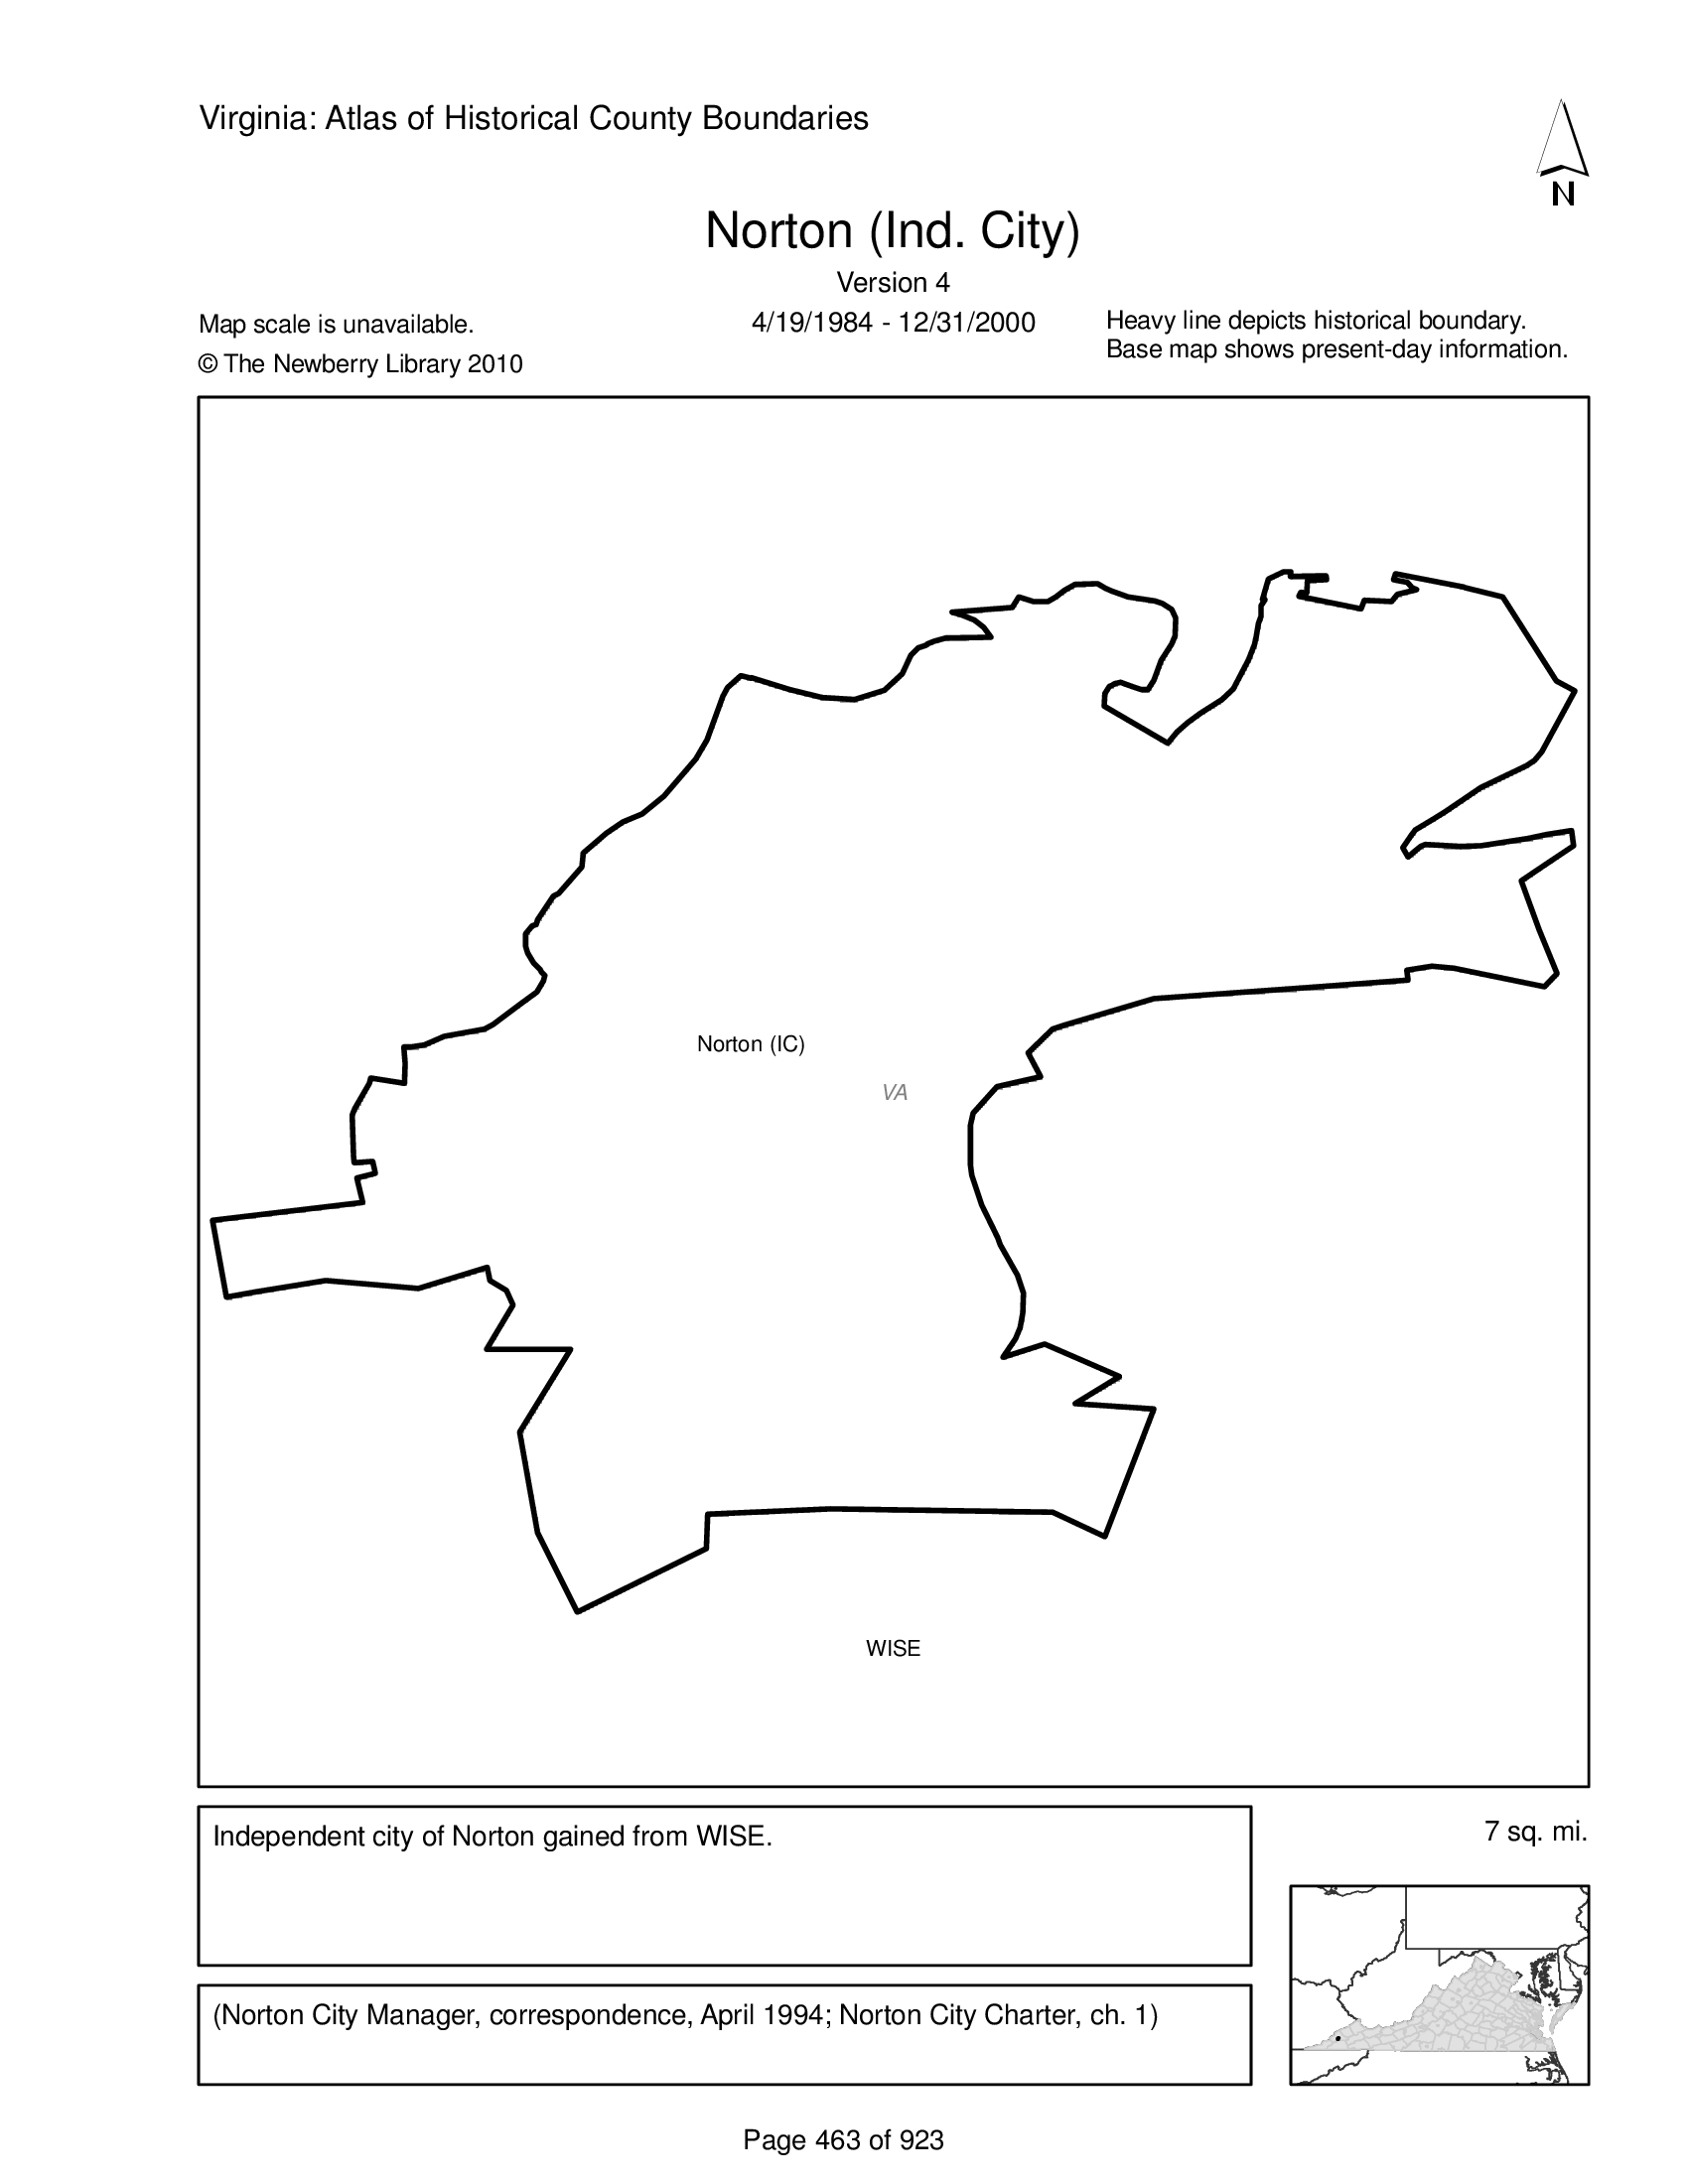 Virginia: Atlas of Historical County Boundaries
N
Norton (Ind. City)
Version 4
Map scale is unavailable.
4/19/1984 - 12/31/2000
Heavy line depicts historical boundary.
Base map shows present-day information.
© The Newberry Library 2010
Norton (IC)
VA
WISE
Independent city of Norton gained from WISE.
7 sq. mi.
(Norton City Manager, correspondence, April 1994; Norton City Charter, ch. 1)
Page 463 of 923